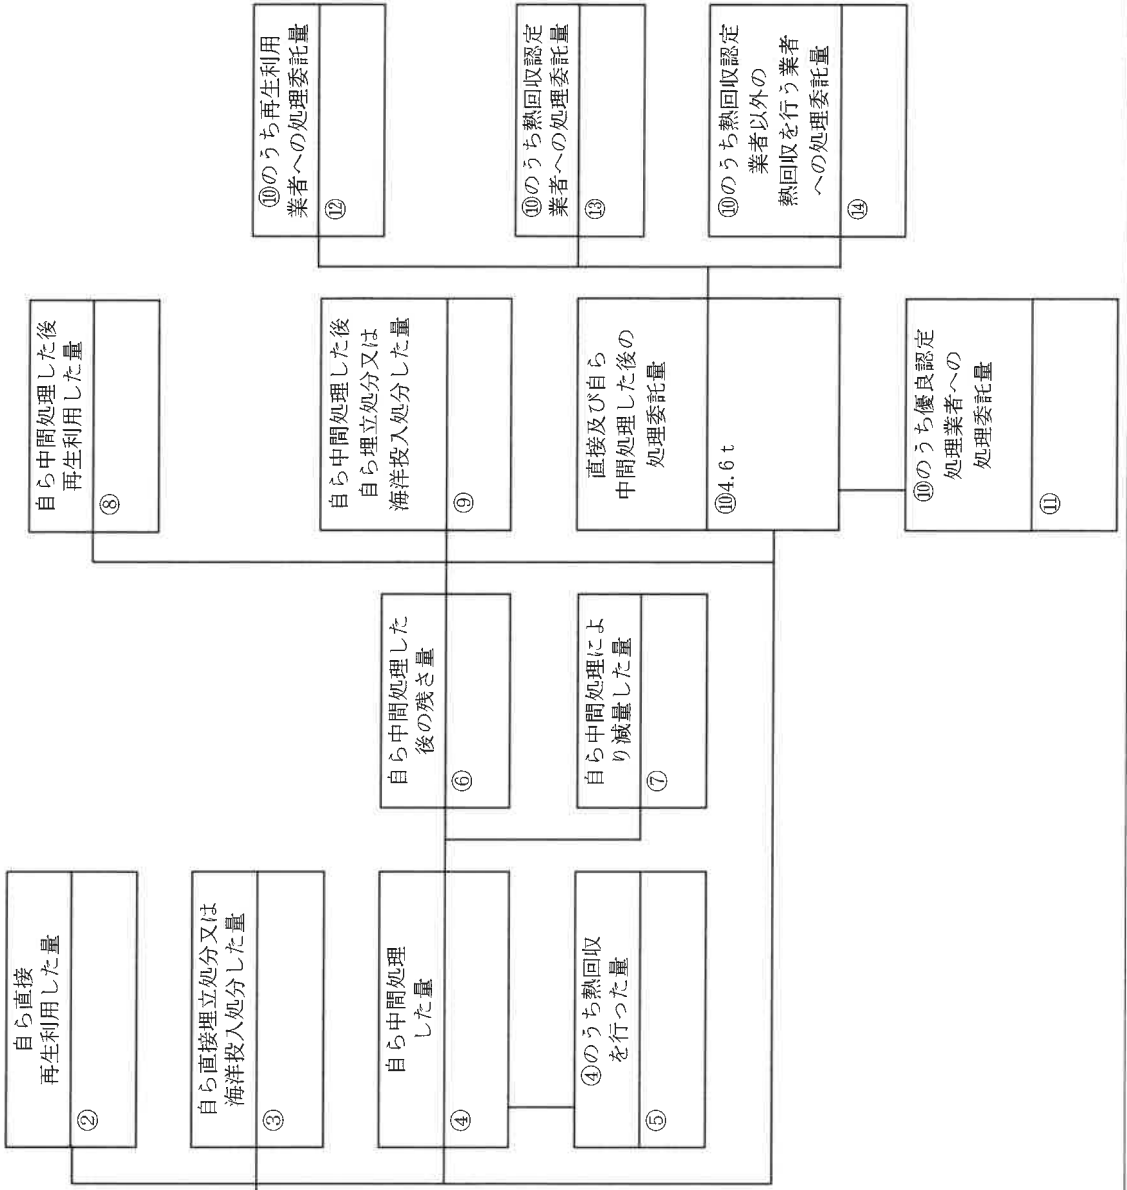 自ら直接
再生利用した量
②
自ら直接埋立処分又は
海洋投入処分した量
③
自ら中間処理
した量
④
④のうち熱回収
を行った量
⑤
自ら中間処理した
後の残さ量
⑥
自ら中間処理によ
り減量した量
⑦
自ら中間処理した後
再生利用した量
⑧
自ら中間処理した後
自ら埋立処分又は
海洋投入処分した量
⑨
直接及び自ら
中間処理した後の
処理委託量
⑩4.6 t
⑩のうち優良認定
処理業者への
処理委託量
⑪
⑩のうち再生利用
業者への処理委託量
⑫
⑩のうち熱回収認定
業者への処理委託量
⑬
⑩のうち熱回収認定
業者以外の
熱回収を行う業者
への処理委託量
⑭